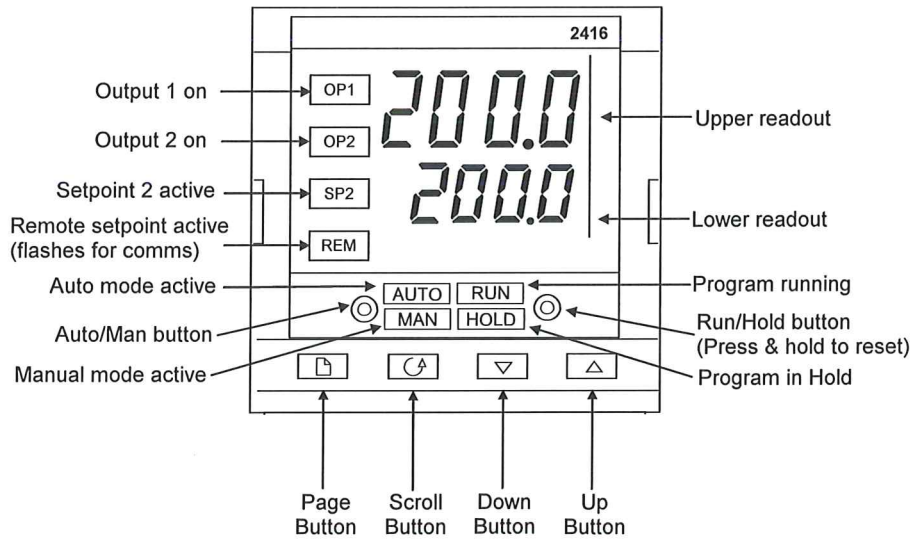 2416
Output 1 on
OP1
200.0
Upper readout
Output 2 on
OP2
Setpoint 2 active
SP2
200.0
Lower readout
Remote setpoint active
(flashes for comms)
REM
Auto mode active
AUTO
RUN
Program running
Auto/Man button
MAN
HOLD
Run/Hold button
(Press & hold to reset)
Manual mode active
Program in Hold
Page
Button
Scroll
Button
Down
Button
Up
Button